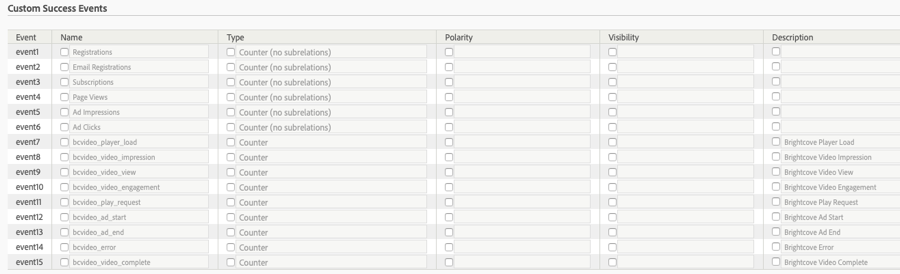 Custom Success Events
Event Name Type Polarity Visibility Description
event1 Registrations Counter (no subrelations)
event2 Email Registrations Counter (no subrelations)
event3 Subscriptions Counter (no subrelations)
event4 Page Views Counter (no subrelations)
event5 Ad Impressions Counter (no subrelations)
event6 Ad Clicks Counter (no subrelations)
event7 bcvideo_player_load Counter Brightcove Player Load
event8 bcvideo_video_impression Counter Brightcove Video Impression
event9 bcvideo_video_view Counter Brightcove Video View
event10 bcvideo_video_engagement Counter Brightcove Video Engagement
event11 bcvideo_play_request Counter Brightcove Play Request
event12 bcvideo_ad_start Counter Brightcove Ad Start
event13 bcvideo_ad_end Counter Brightcove Ad End
event14 bcvideo_error Counter Brightcove Error
event15 bcvideo_video_complete Counter Brightcove Video Complete